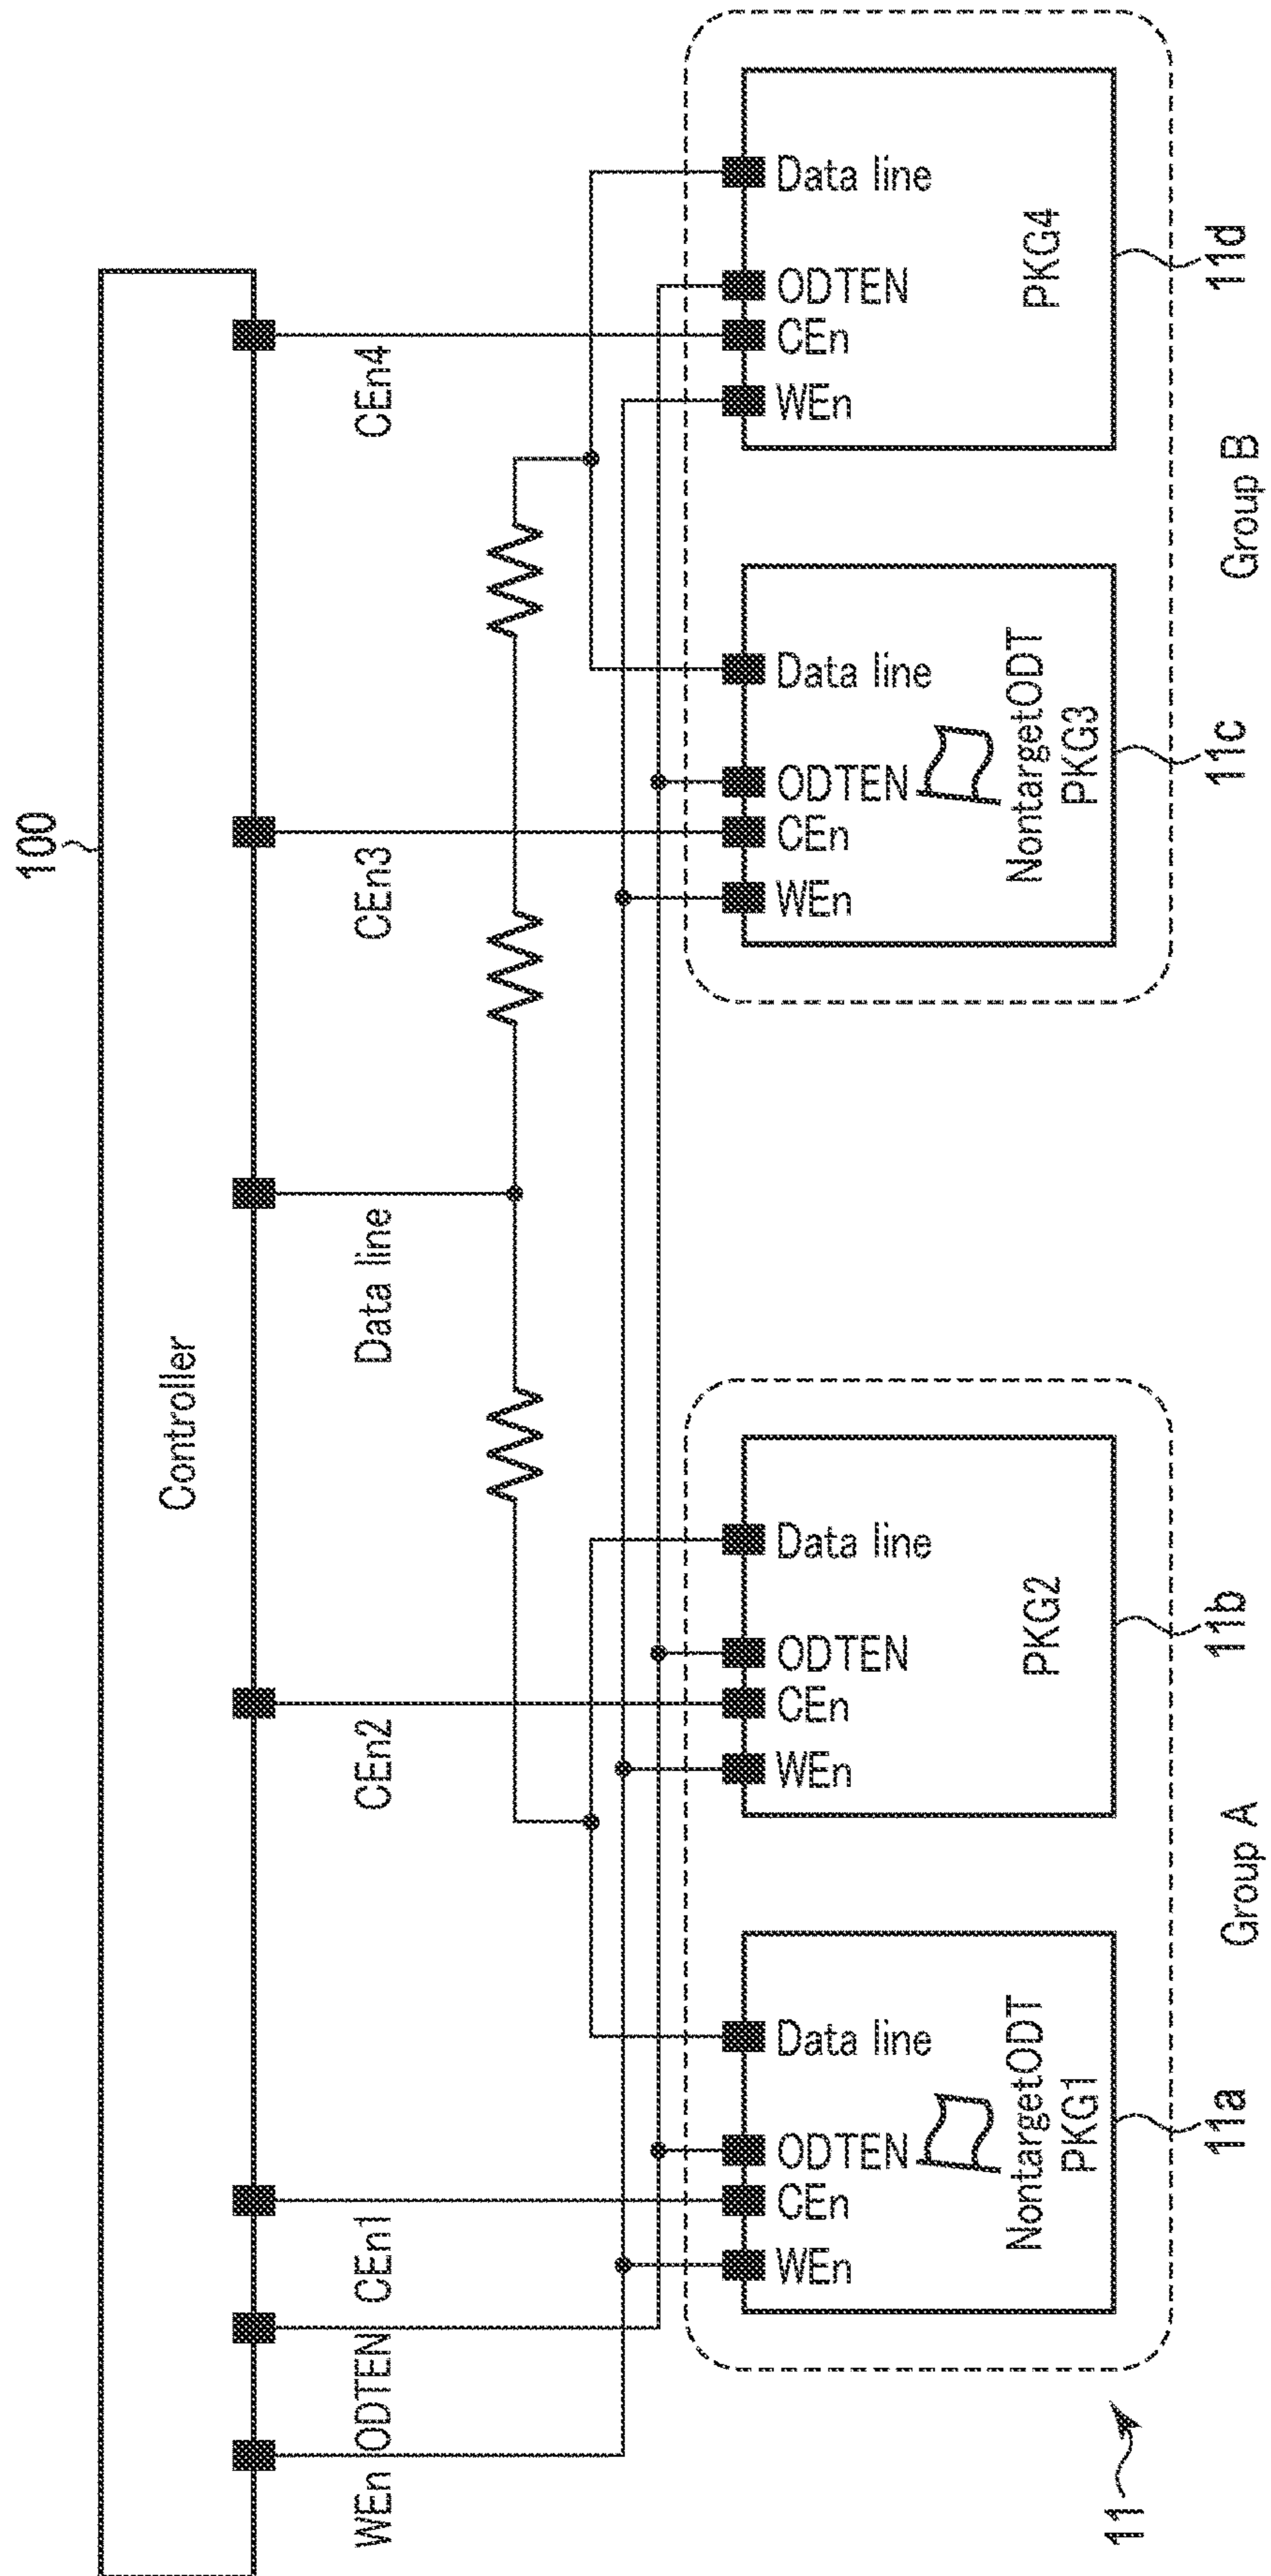 100
Controller
WEn
ODTEN
CEn1
CEn2
Data line
CEn3
CEn4
WEn
CEn
ODTEN
Data line
NontargetODT
PKG1
11a
WEn
CEn
ODTEN
Data line
PKG2
11b
Group A
WEn
CEn
ODTEN
Data line
NontargetODT
PKG3
11c
WEn
CEn
ODTEN
Data line
PKG4
11d
Group B
11